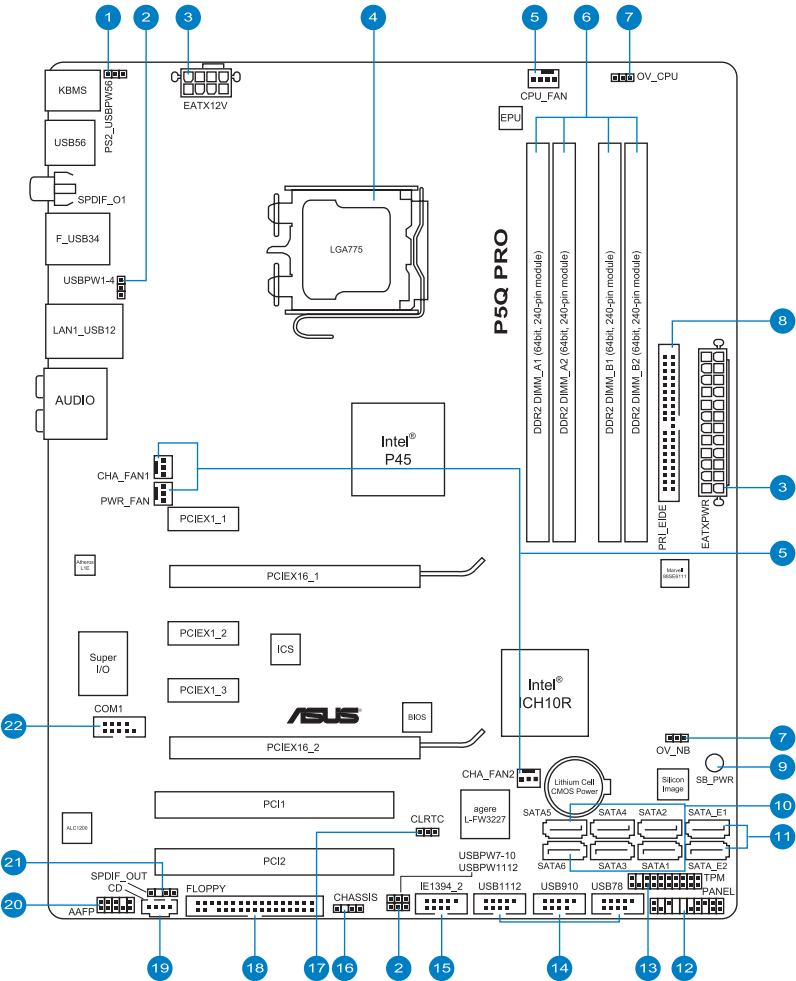 1
2
3
4
5
6
7
KBMS
PS2_USBPW56
EATX12V
CPU_FAN
OV_CPU
EPU
USB56
SPDIF_O1
F_USB34
LGA775
P5Q PRO
DDR2 DIMM_A1 (64bit, 240-pin module)
DDR2 DIMM_A2 (64bit, 240-pin module)
DDR2 DIMM_B1 (64bit, 240-pin module)
DDR2 DIMM_B2 (64bit, 240-pin module)
USBPW1-4
LAN1_USB12
8
AUDIO
Intel®
P45
CHA_FAN1
PWR_FAN
3
PRI_EIDE
EATXPWR
PCIEX1_1
5
Atheros
L1E
PCIEX16_1
Marvell
88SE6111
Super
I/O
PCIEX1_2
ICS
Intel®
ICH10R
PCIEX1_3
COM1
22
ASUS
BIOS
PCIEX16_2
7
OV_NB
9
SB_PWR
CHA_FAN2
Lithium Cell
CMOS Power
Silicon
Image
PCI1
agere
L-FW3227
10
SATA5
SATA4
SATA2
SATA_E1
CLRTC
17
11
ALC1200
PCI2
SATA6
SATA3
SATA1
SATA_E2
21
USBPW7-10
USBPW1112
SPDIF_OUT
CD
FLOPPY
CHASSIS
IE1394_2
USB1112
USB910
USB78
TPM
PANEL
20
AAFP
19
18
16
2
15
14
13
12